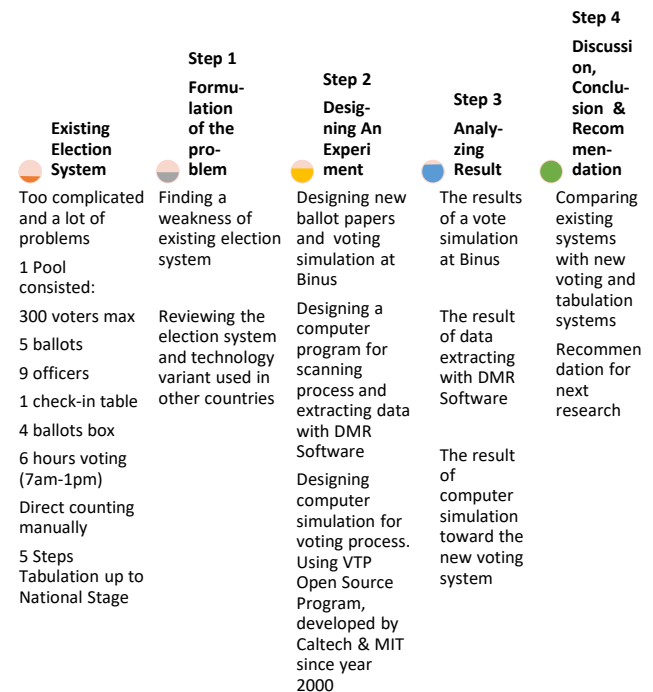 Existing
Election
System
Too complicated
and a lot of
problems
1 Pool
consisted:
300 voters max
5 ballots
9 officers
1 check-in table
4 ballots box
6 hours voting
(7am-1pm)
Direct counting
manually
5 Steps
Tabulation up to
National Stage
Step 1
Formu-
lation
of the
pro-
blem
Finding a
weakness of
existing election
system
Reviewing the
election system
and technology
variant used in
other countries
Step 2
Desig-
ning An
Experi
ment
Designing new
ballot papers
and voting
simulation at
Binus
Designing a
computer
program for
scanning
process and
extracting data
with DMR
Software
Designing
computer
simulation for
voting process.
Using VTP
Open Source
Program,
developed by
Caltech & MIT
since year
2000
Step 3
Analy-
zing
Result
The results
of a vote
simulation
at Binus
The result
of data
extracting
with DMR
Software
The result
of
computer
simulation
toward the
new voting
system
Step 4
Discussi
on,
Conclu-
sion &
Recom
men-
dation
Comparing
existing
systems
with new
voting and
tabulation
systems
Recommen
dation for
next
research